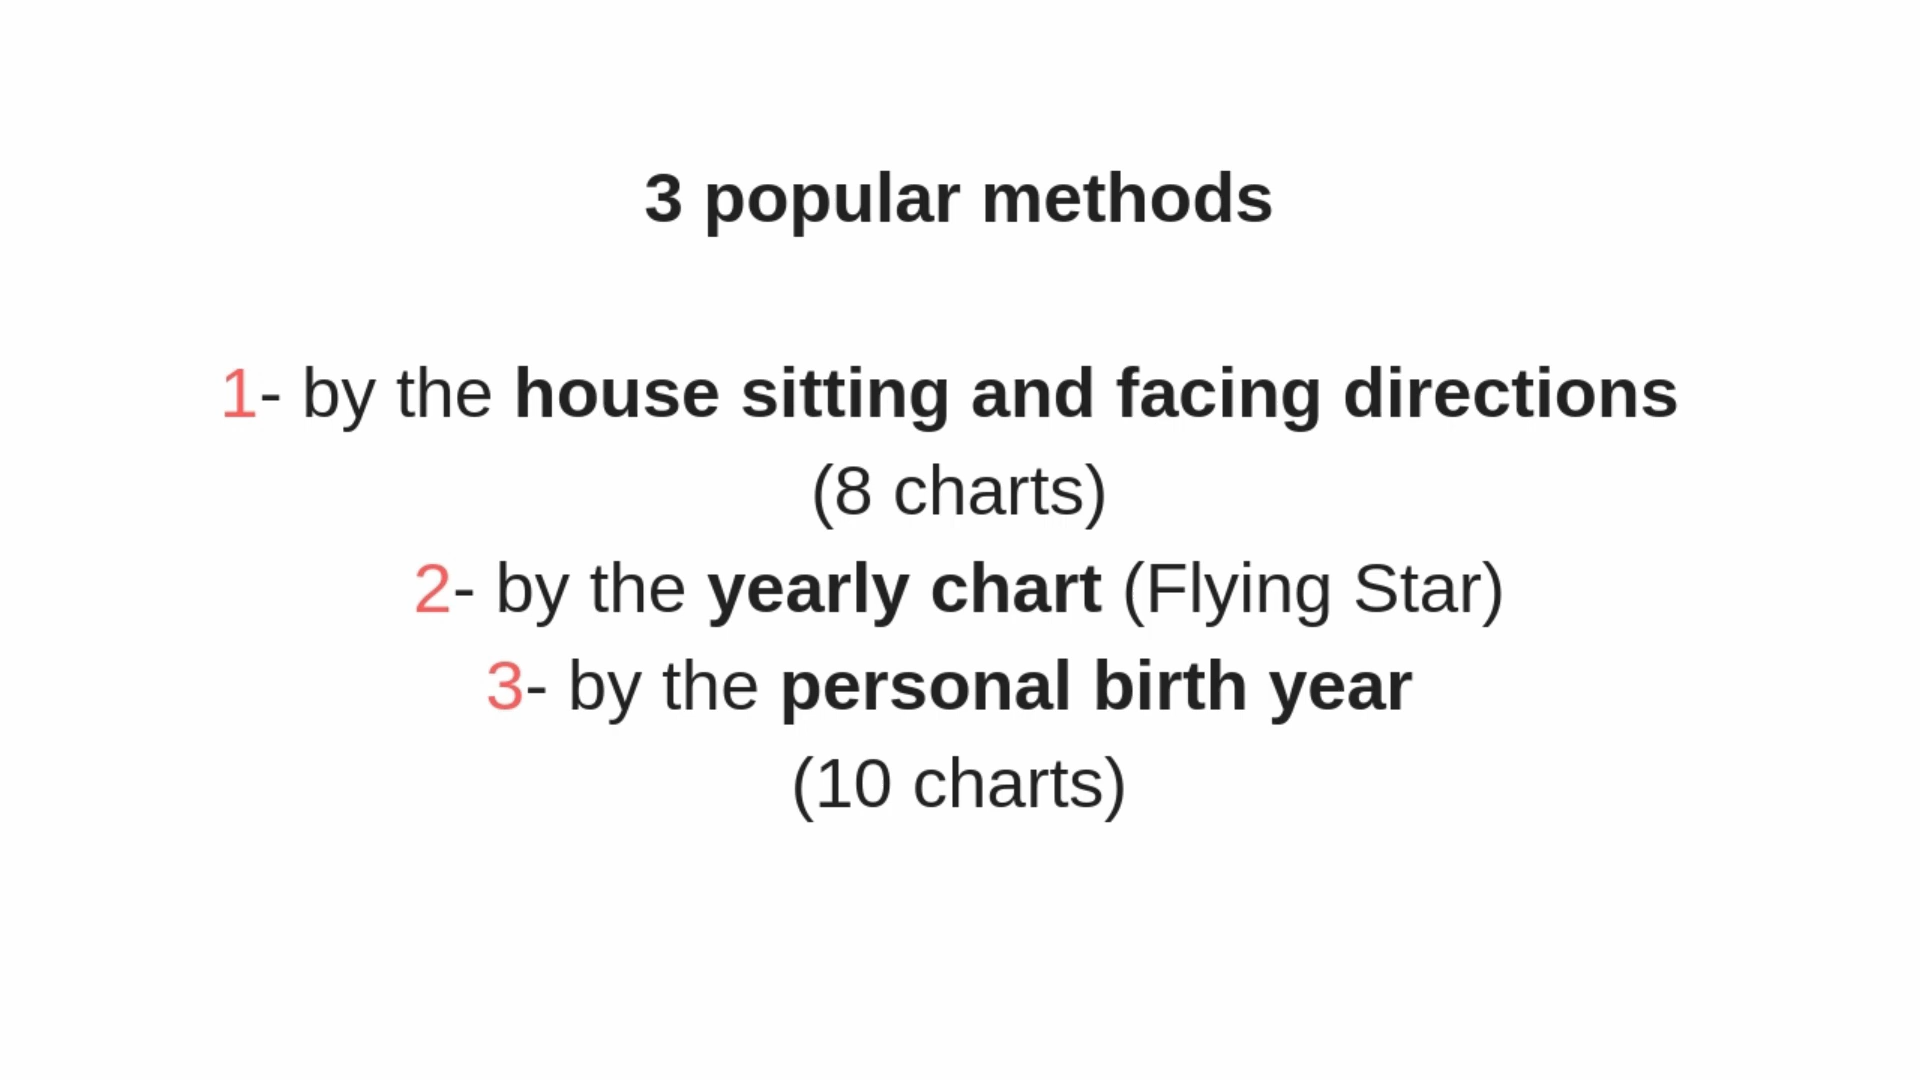 3 popular methods
1- by the house sitting and facing directions
(8 charts)
2- by the yearly chart (Flying Star)
3- by the personal birth year
(10 charts)